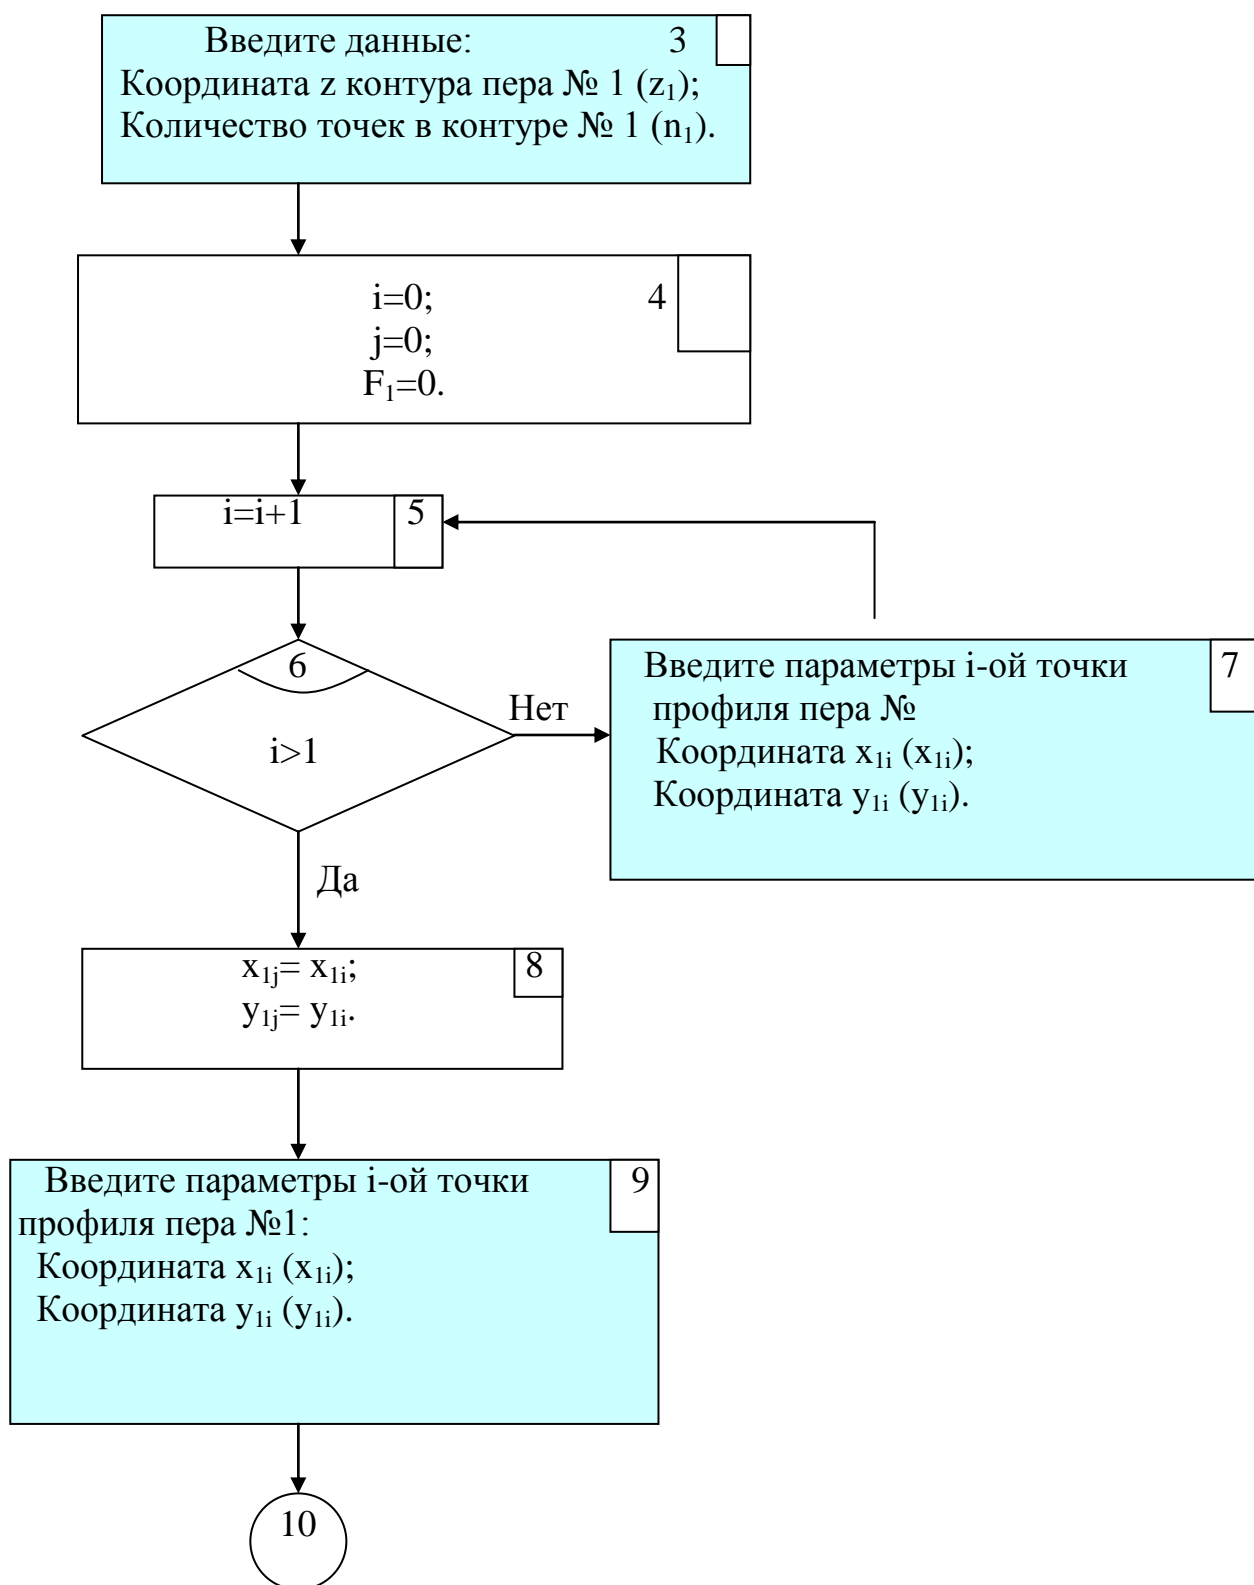 Введите данные: 3
Координата z контура пера № 1 (z₁);
Количество точек в контуре № 1 (n₁).
i=0; 4
j=0;
F₁=0.
i=i+1 5
6
i>1
Нет
Введите параметры i-ой точки 7
профиля пера №
Координата x₁ᵢ (x₁ᵢ);
Координата y₁ᵢ (y₁ᵢ).
Да
x₁ⱼ= x₁ᵢ; 8
y₁ⱼ= y₁ᵢ.
Введите параметры i-ой точки 9
профиля пера №1:
Координата x₁ᵢ (x₁ᵢ);
Координата y₁ᵢ (y₁ᵢ).
10